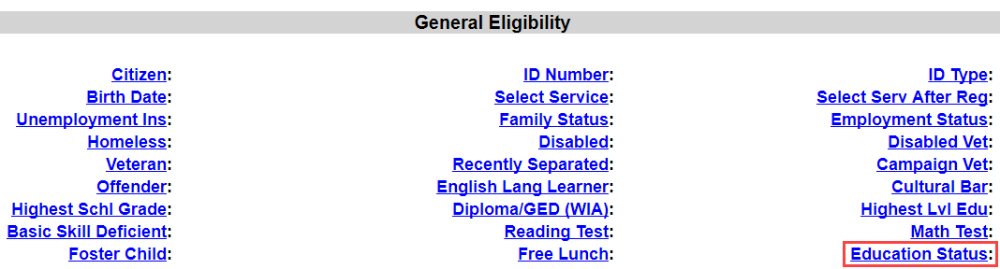 General Eligibility
Citizen: ID Number: ID Type:
Birth Date: Select Service: Select Serv After Reg:
Unemployment Ins: Family Status: Employment Status:
Homeless: Disabled: Disabled Vet:
Veteran: Recently Separated: Campaign Vet:
Offender: English Lang Learner: Cultural Bar:
Highest Schl Grade: Diploma/GED (WIA): Highest Lvl Edu:
Basic Skill Deficient: Reading Test: Math Test:
Foster Child: Free Lunch: Education Status: